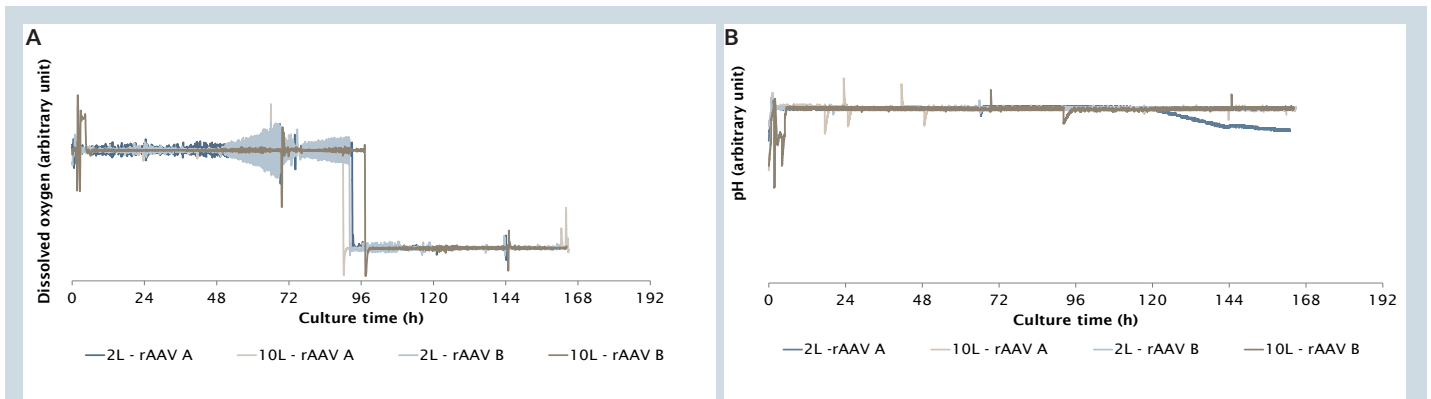 A
Dissolved oxygen (arbitrary unit)
0 24 48 72 96 120 144 168 192
Culture time (h)
2L - rAAV A 10L - rAAV A 2L - rAAV B 10L - rAAV B
B
pH (arbitrary unit)
0 24 48 72 96 120 144 168 192
Culture time (h)
2L -rAAV A 10L - rAAV A 2L - rAAV B 10L - rAAV B